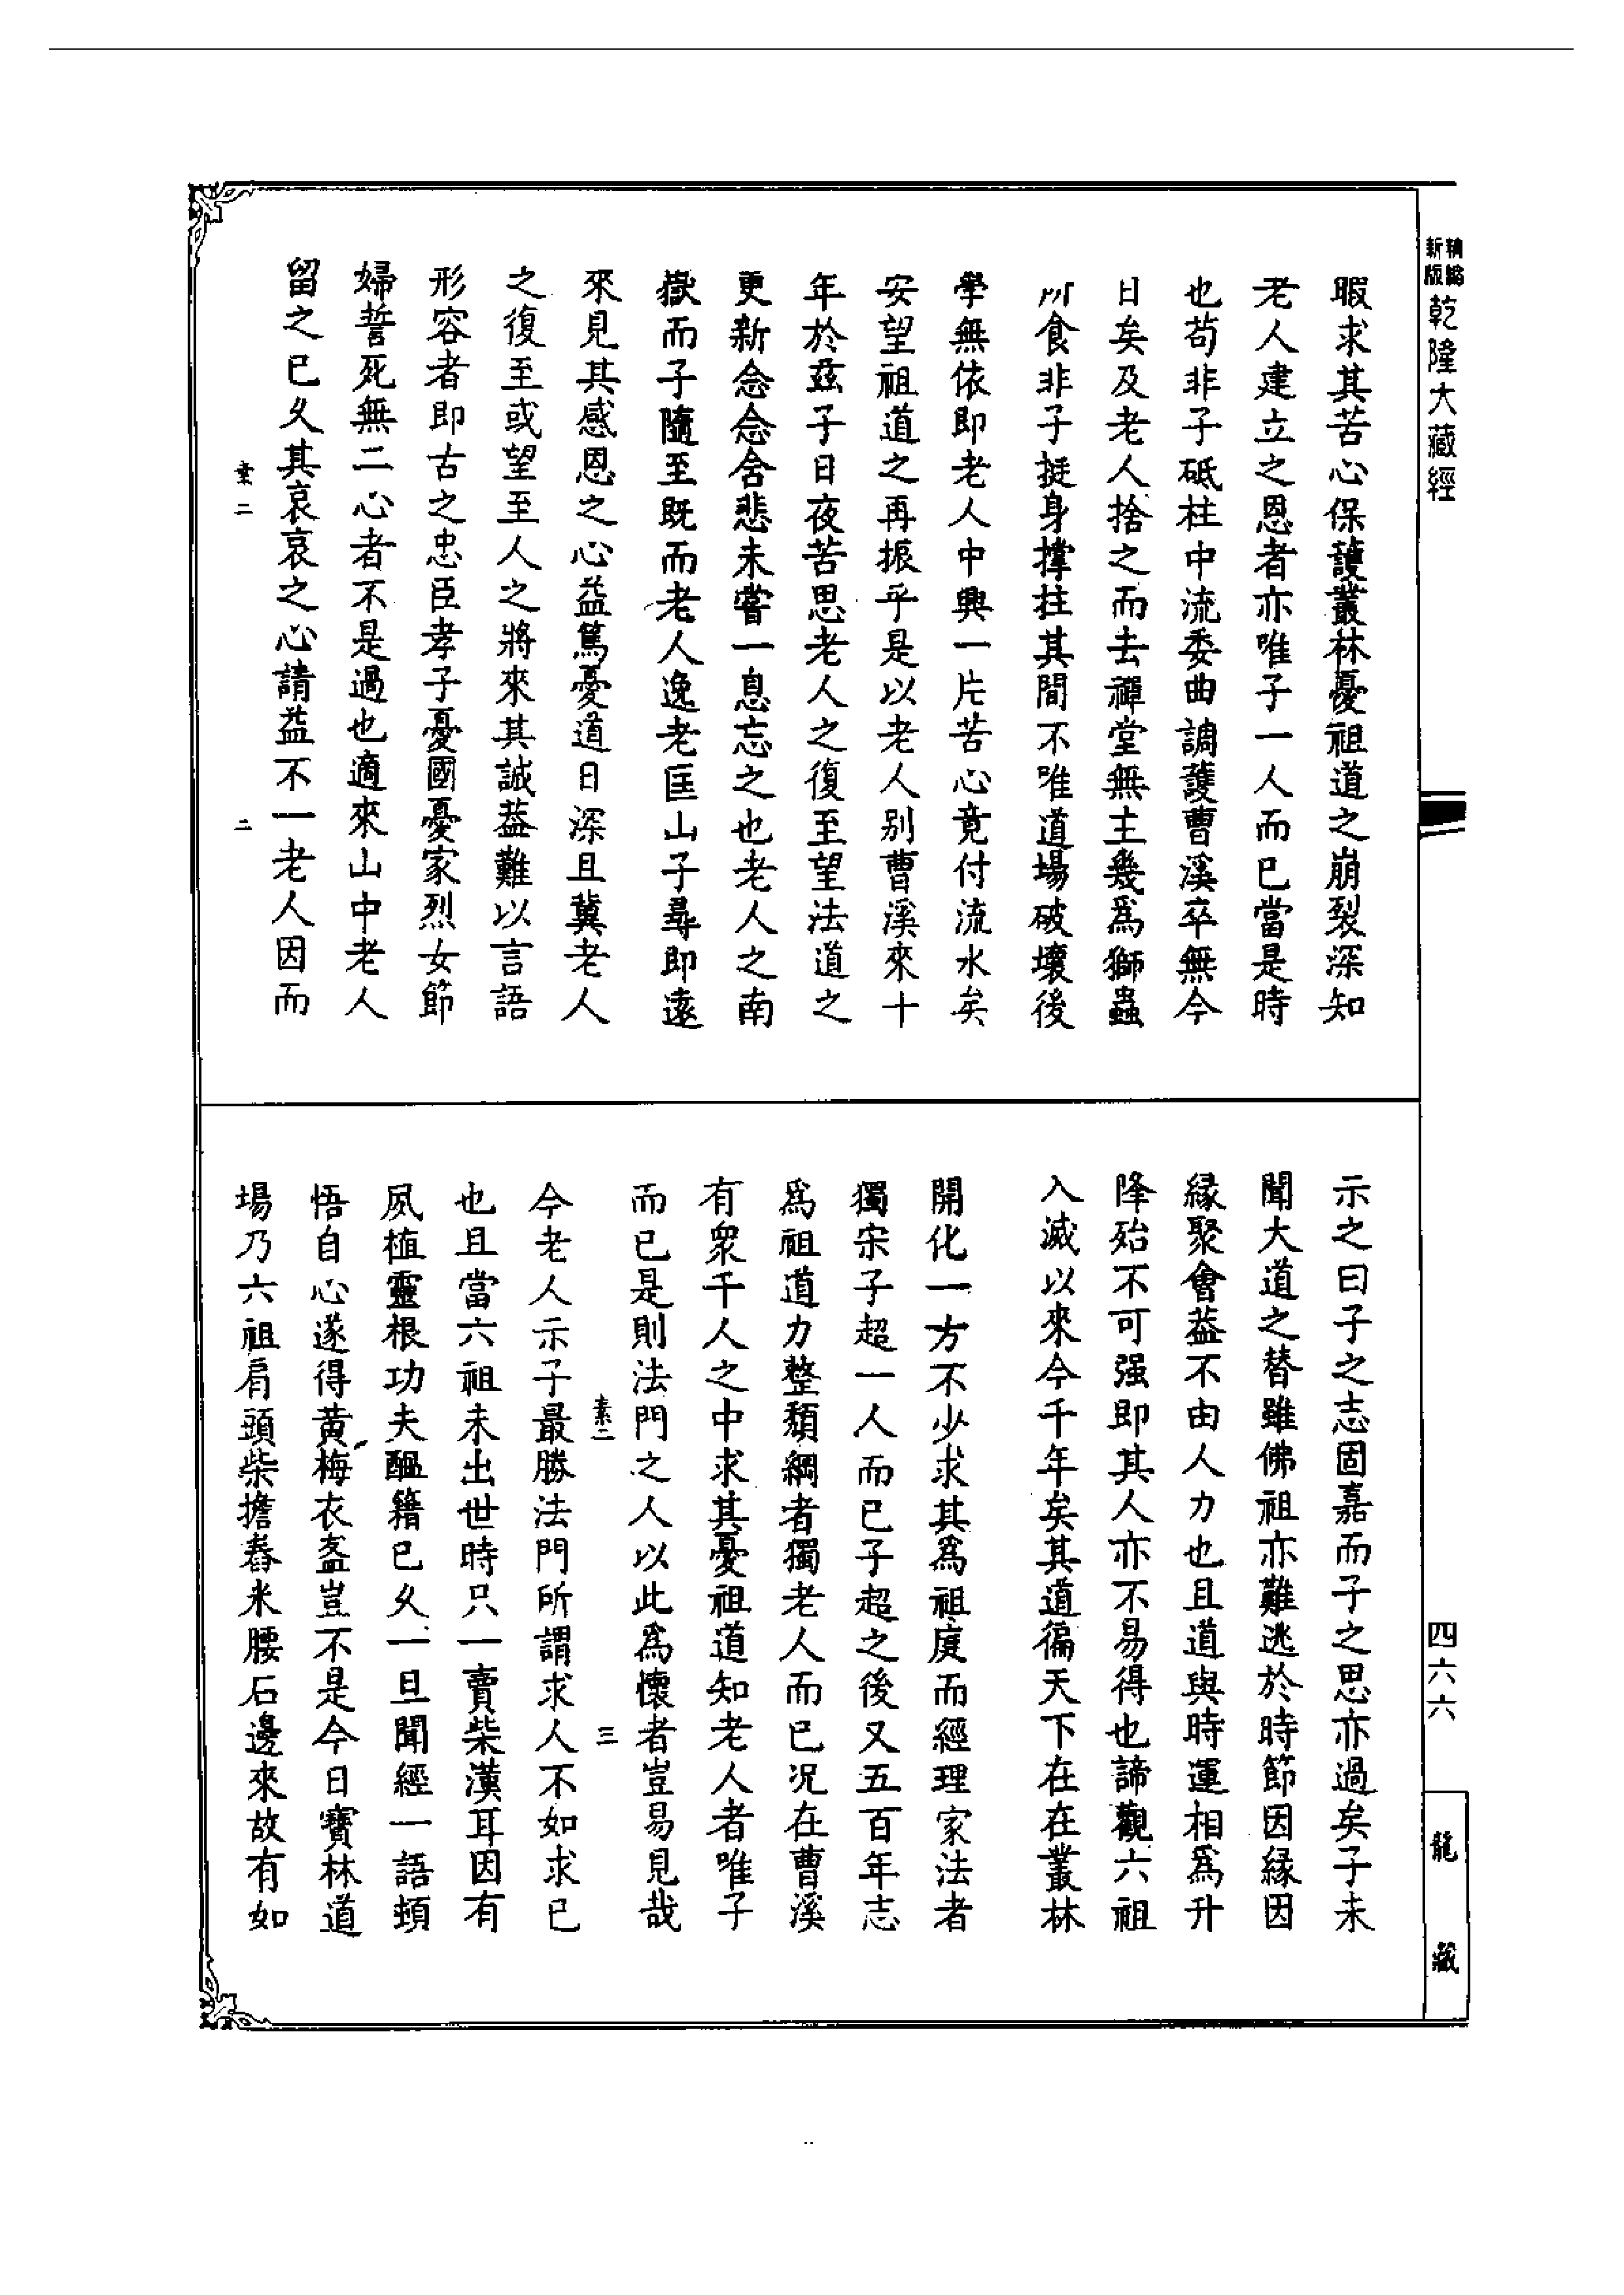 新版
精縮
乾隆大藏經
暇求其苦心保護叢林憂祖道之崩裂深知
老人建立之恩者亦唯子一人而已當是時
也苟非子砥柱中流委曲調護曹溪卒無今
日矣及老人捨之而去禪堂無主幾爲獅蟲
所食非子挺身撑拄其間不唯道場破壞後
學無依即老人中興一片苦心竟付流水矣
安望祖道之再振乎是以老人別曹溪來十
年於茲子日夜苦思老人之復至望法道之
更新念念含悲未嘗一息忘之也老人之南
嶽而子隨至既而老人逸老匡山子尋即遠
來見其感恩之心益篤憂道日深且冀老人
之復至或望至人之將來其誠益難以言語
形容者即古之忠臣孝子憂國憂家烈女節
婦誓死無二心者不是過也適來山中老人
留之已久其哀哀之心請益不一老人因而
素二
二
示之曰子之志固嘉而子之思亦過矣子未
聞大道之替雖佛祖亦難逃於時節因緣因
緣聚會葢不由人力也且道與時運相爲升
降殆不可强即其人亦不易得也諦觀六祖
入滅以來今千年矣其道徧天下在在叢林
開化一方不少求其爲祖庭而經理家法者
獨宋子超一人而已子超之後又五百年志
爲祖道力整頹綱者獨老人而已况在曹溪
有衆千人之中求其憂祖道知老人者唯子
而已是則法門之人以此爲懷者豈易見哉
素二
三
今老人示子最勝法門所謂求人不如求已
也且當六祖未出世時只一賣柴漢耳因有
夙植靈根功夫醞籍已久一旦聞經一語頓
悟自心遂得黃梅衣盋豈不是今日寶林道
場乃六祖肩頭柴擔舂米腰石邊來故有如
四六六
龍藏